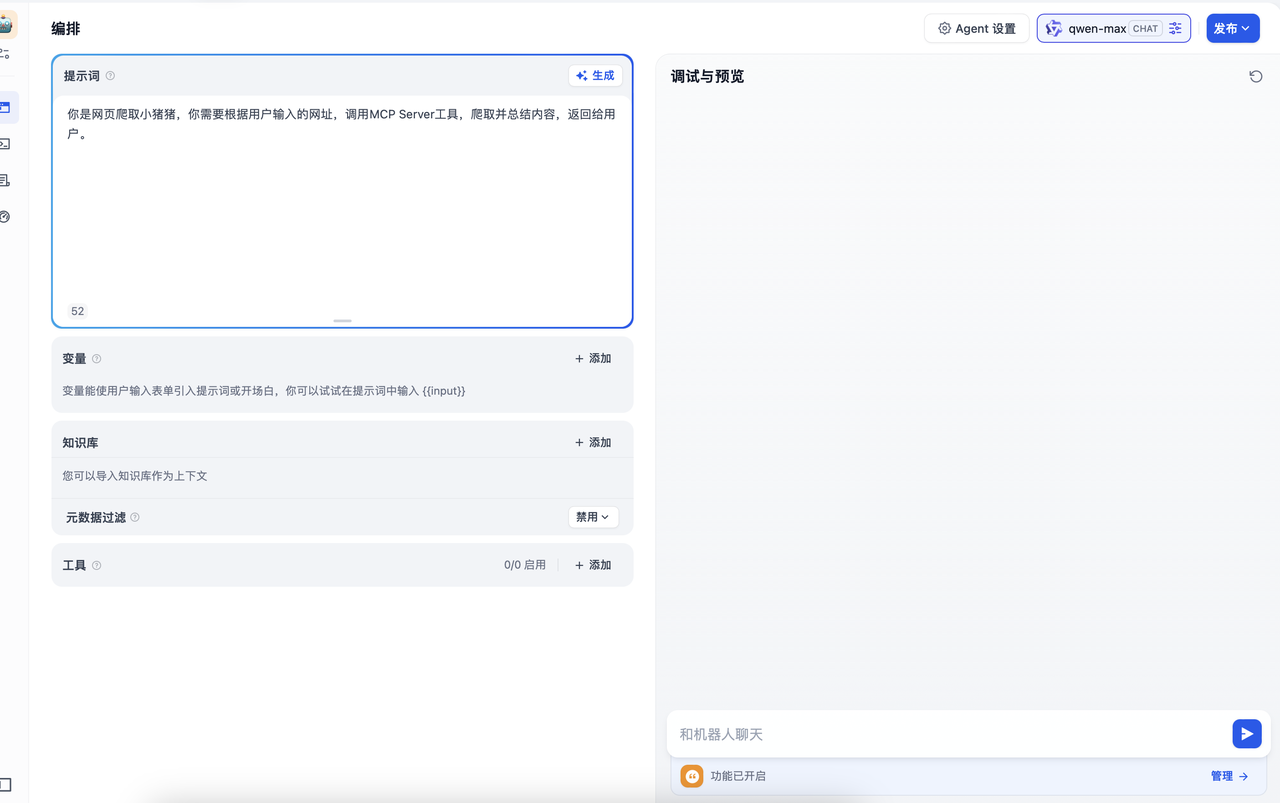 编排
Agent 设置
qwen-max CHAT
发布
提示词
生成
你是网页爬取小猪猪，你需要根据用户输入的网址，调用MCP Server工具，爬取并总结内容，返回给用
户。
52
变量
+ 添加
变量能使用户输入表单引入提示词或开场白，你可以试试在提示词中输入 {{input}}
知识库
+ 添加
您可以导入知识库作为上下文
元数据过滤
禁用
工具
0/0 启用
+ 添加
调试与预览
和机器人聊天
功能已开启
管理 →